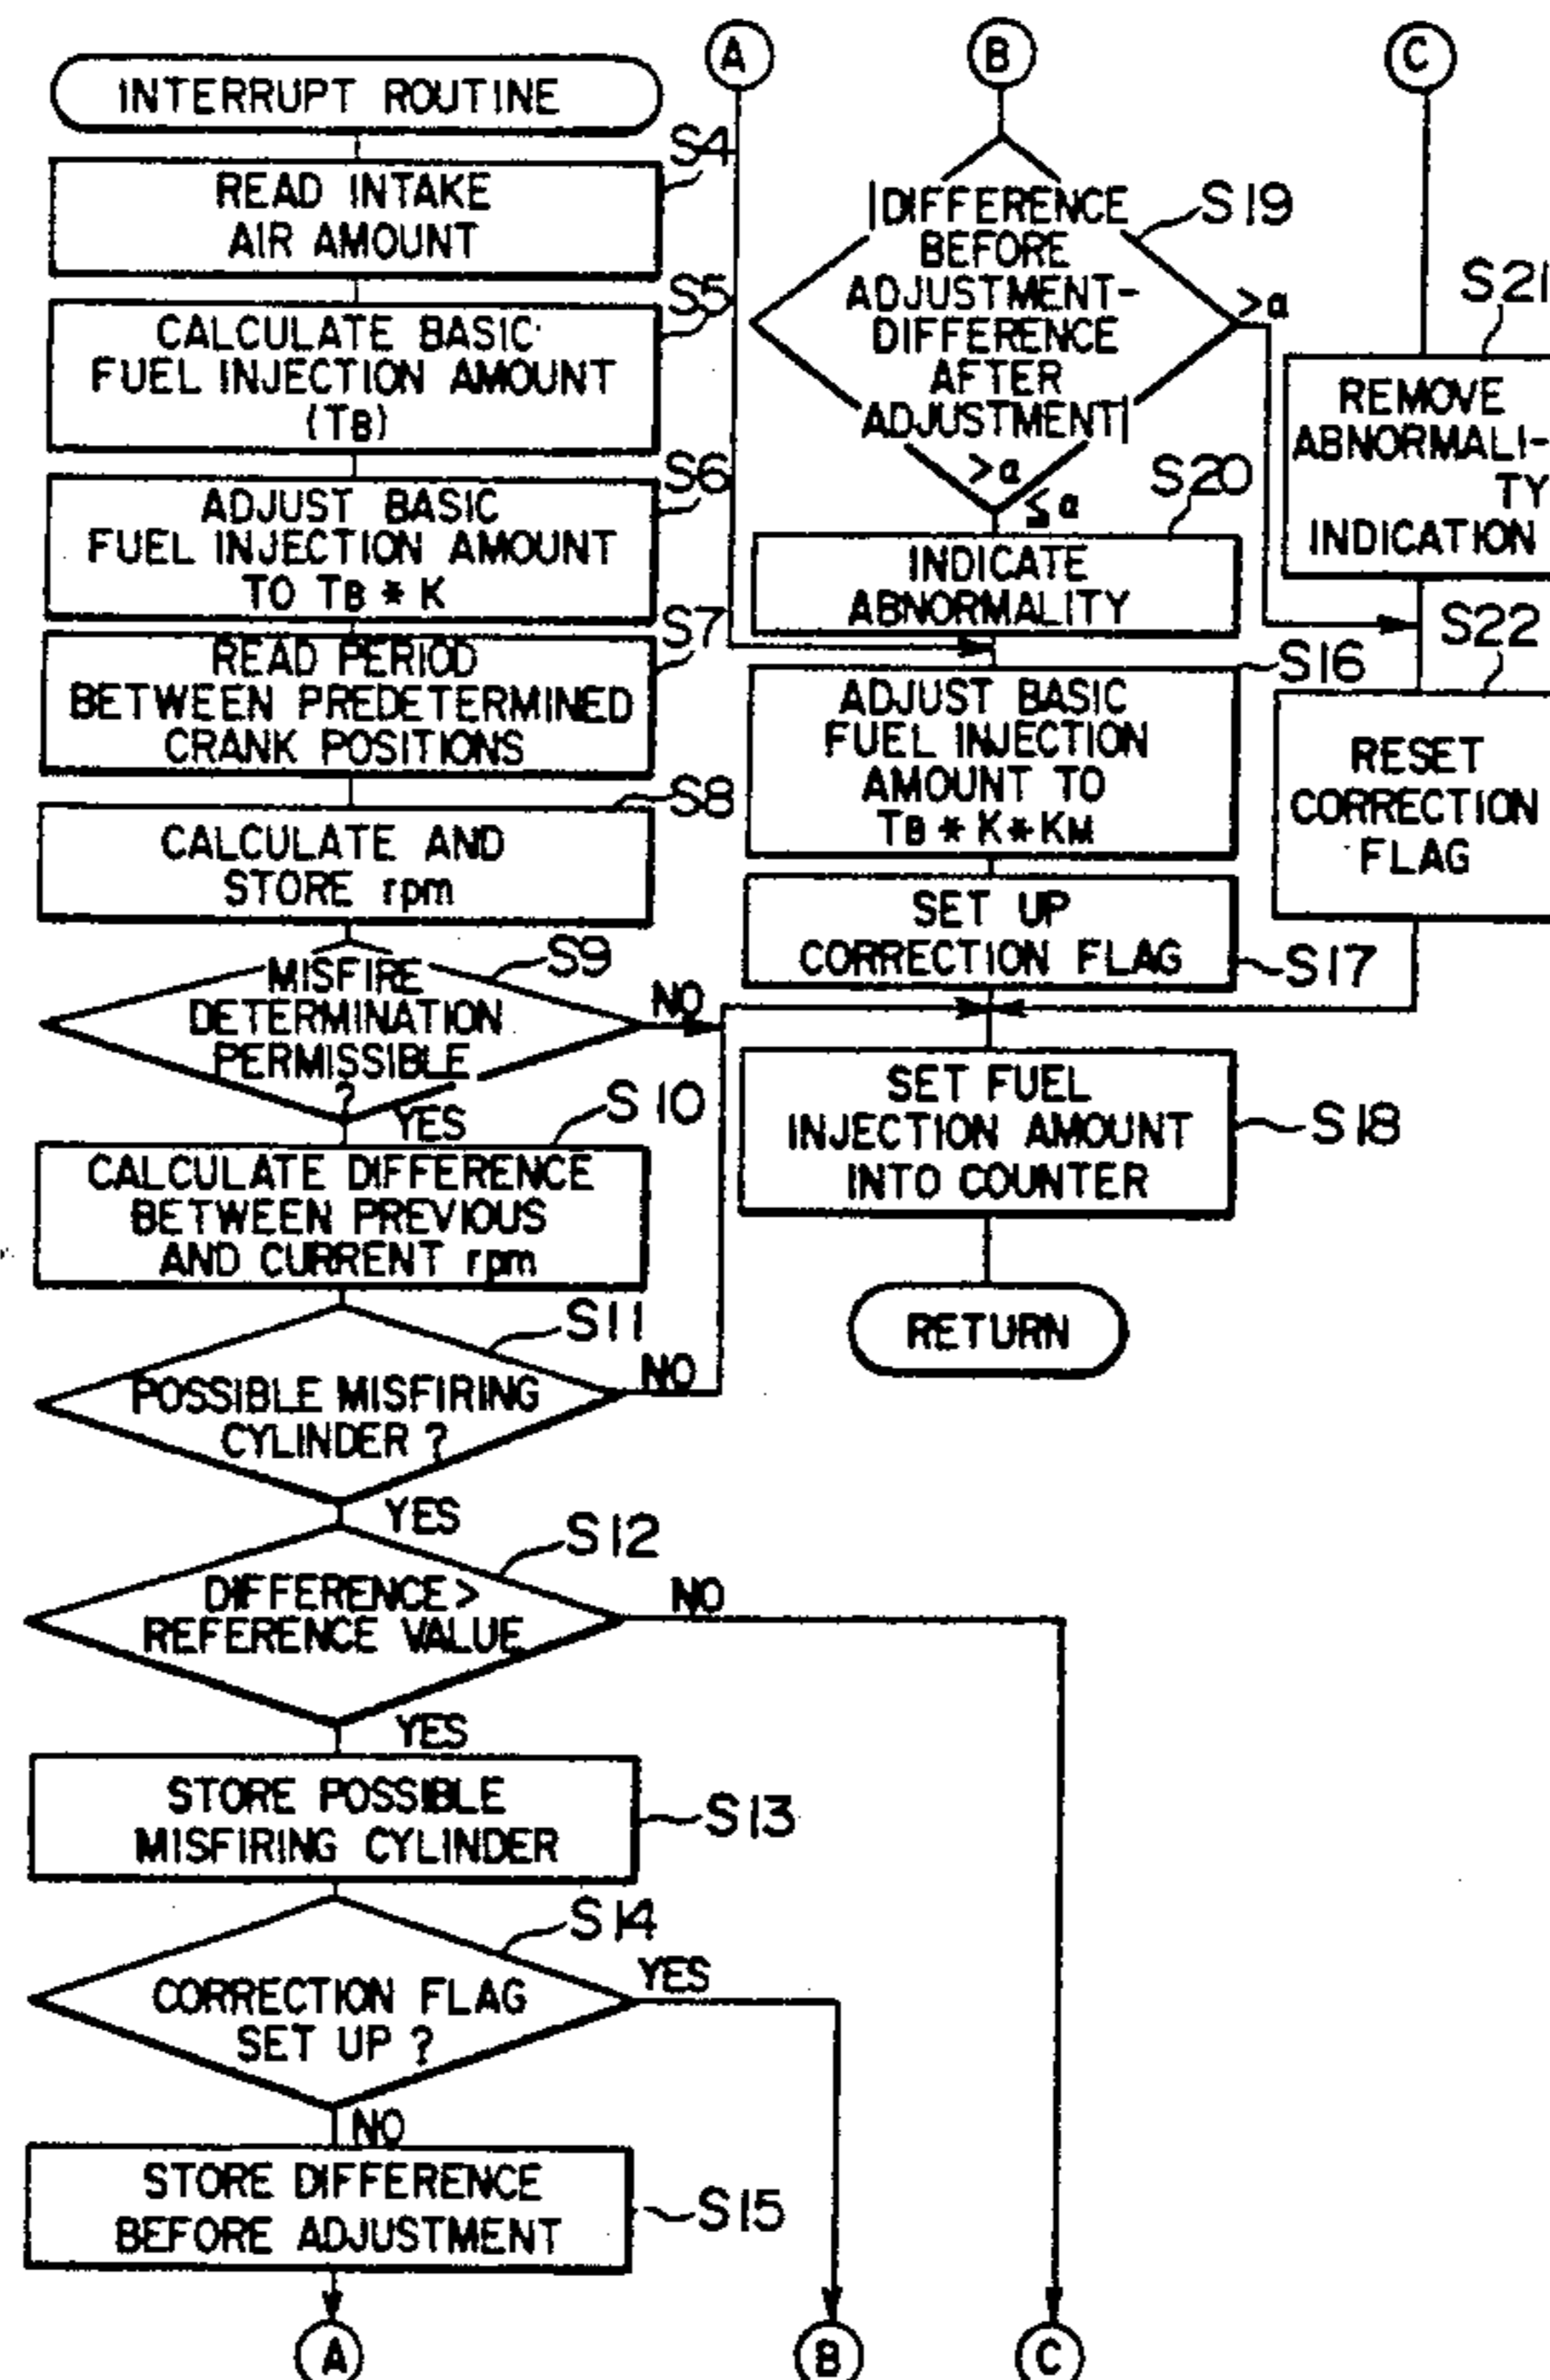 INTERRUPT ROUTINE
S4
READ INTAKE
AIR AMOUNT
S5
CALCULATE BASIC
FUEL INJECTION AMOUNT
(TB)
S6
ADJUST BASIC
FUEL INJECTION AMOUNT
TO TB * K
S7
READ PERIOD
BETWEEN PREDETERMINED
CRANK POSITIONS
S8
CALCULATE AND
STORE rpm
S9
MISFIRE
DETERMINATION
PERMISSIBLE
?
NO
YES
S10
CALCULATE DIFFERENCE
BETWEEN PREVIOUS
AND CURRENT rpm
S11
POSSIBLE MISFIRING
CYLINDER ?
NO
YES
S12
DIFFERENCE >
REFERENCE VALUE
NO
YES
STORE POSSIBLE
MISFIRING CYLINDER
S13
S14
CORRECTION FLAG
SET UP ?
YES
NO
STORE DIFFERENCE
BEFORE ADJUSTMENT
S15
A
B
C
A
B
C
|DIFFERENCE
BEFORE
ADJUSTMENT-
DIFFERENCE
AFTER
ADJUSTMENT|
S19
>α
>α
≦α
S20
INDICATE
ABNORMALITY
S16
ADJUST BASIC
FUEL INJECTION
AMOUNT TO
TB * K * KM
SET UP
CORRECTION FLAG
S17
SET FUEL
INJECTION AMOUNT
INTO COUNTER
S18
RETURN
S21
REMOVE
ABNORMALI-
TY
INDICATION
S22
RESET
CORRECTION
FLAG